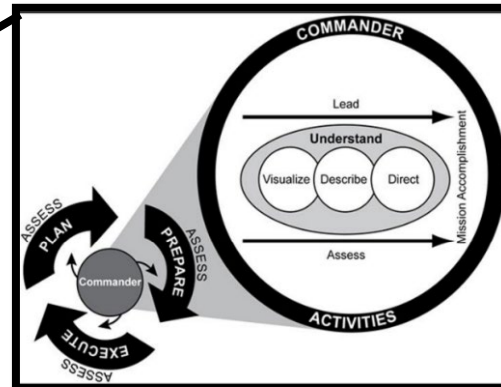 COMMANDER
Lead
Understand
Visualize
Describe
Direct
Mission Accomplishment
Assess
ACTIVITIES
ASSESS
PLAN
ASSESS
PREPARE
Commander
EXECUTE
ASSESS